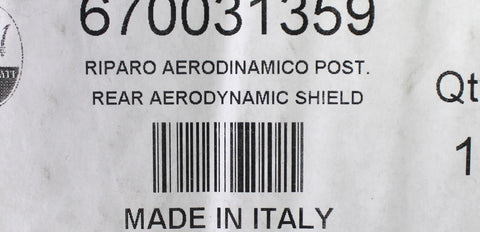 670031359
RIPARO AERODINAMICO POST.
REAR AERODYNAMIC SHIELD
MADE IN ITALY
Qt
1